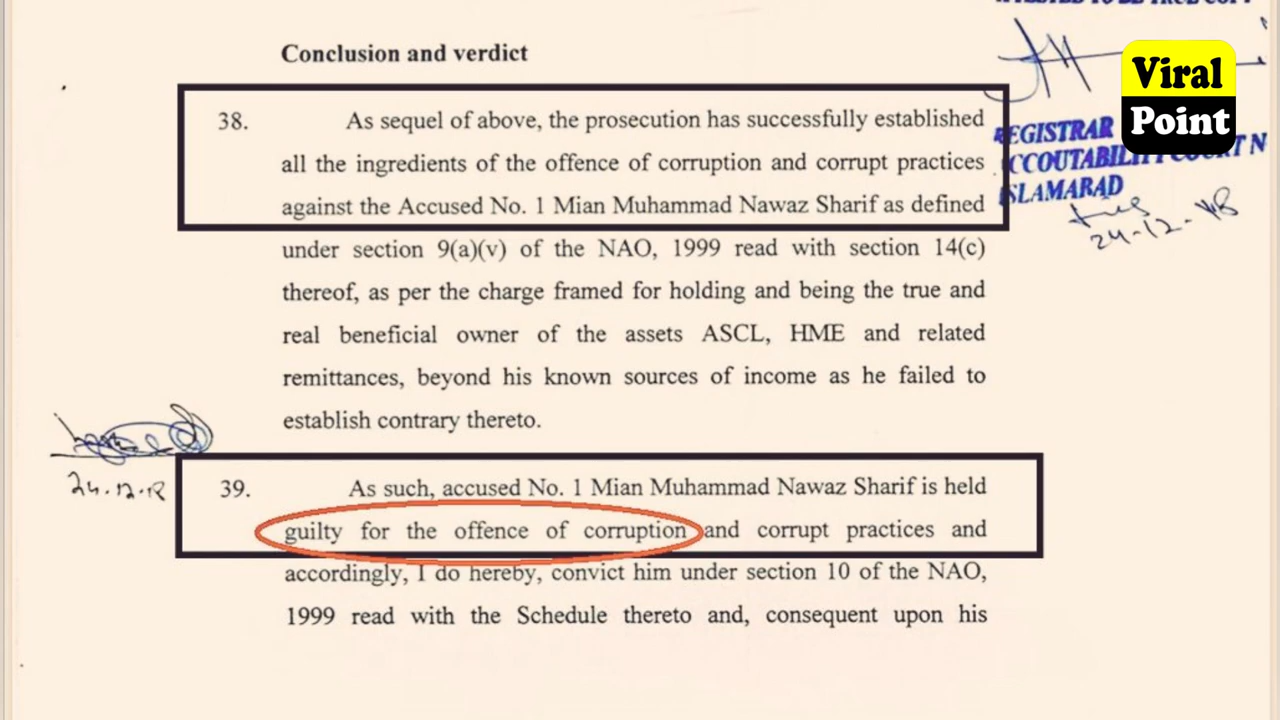 Conclusion and verdict
38. As sequel of above, the prosecution has successfully established
all the ingredients of the offence of corruption and corrupt practices
against the Accused No. 1 Mian Muhammad Nawaz Sharif as defined
under section 9(a)(v) of the NAO, 1999 read with section 14(c)
thereof, as per the charge framed for holding and being the true and
real beneficial owner of the assets ASCL, HME and related
remittances, beyond his known sources of income as he failed to
establish contrary thereto.
39. As such, accused No. 1 Mian Muhammad Nawaz Sharif is held
guilty for the offence of corruption and corrupt practices and
accordingly, I do hereby, convict him under section 10 of the NAO,
1999 read with the Schedule thereto and, consequent upon his
Viral
Point
REGISTRAR
ACCOUTABILITY COURT N
ISLAMARAD
24-12-18
24.12.18